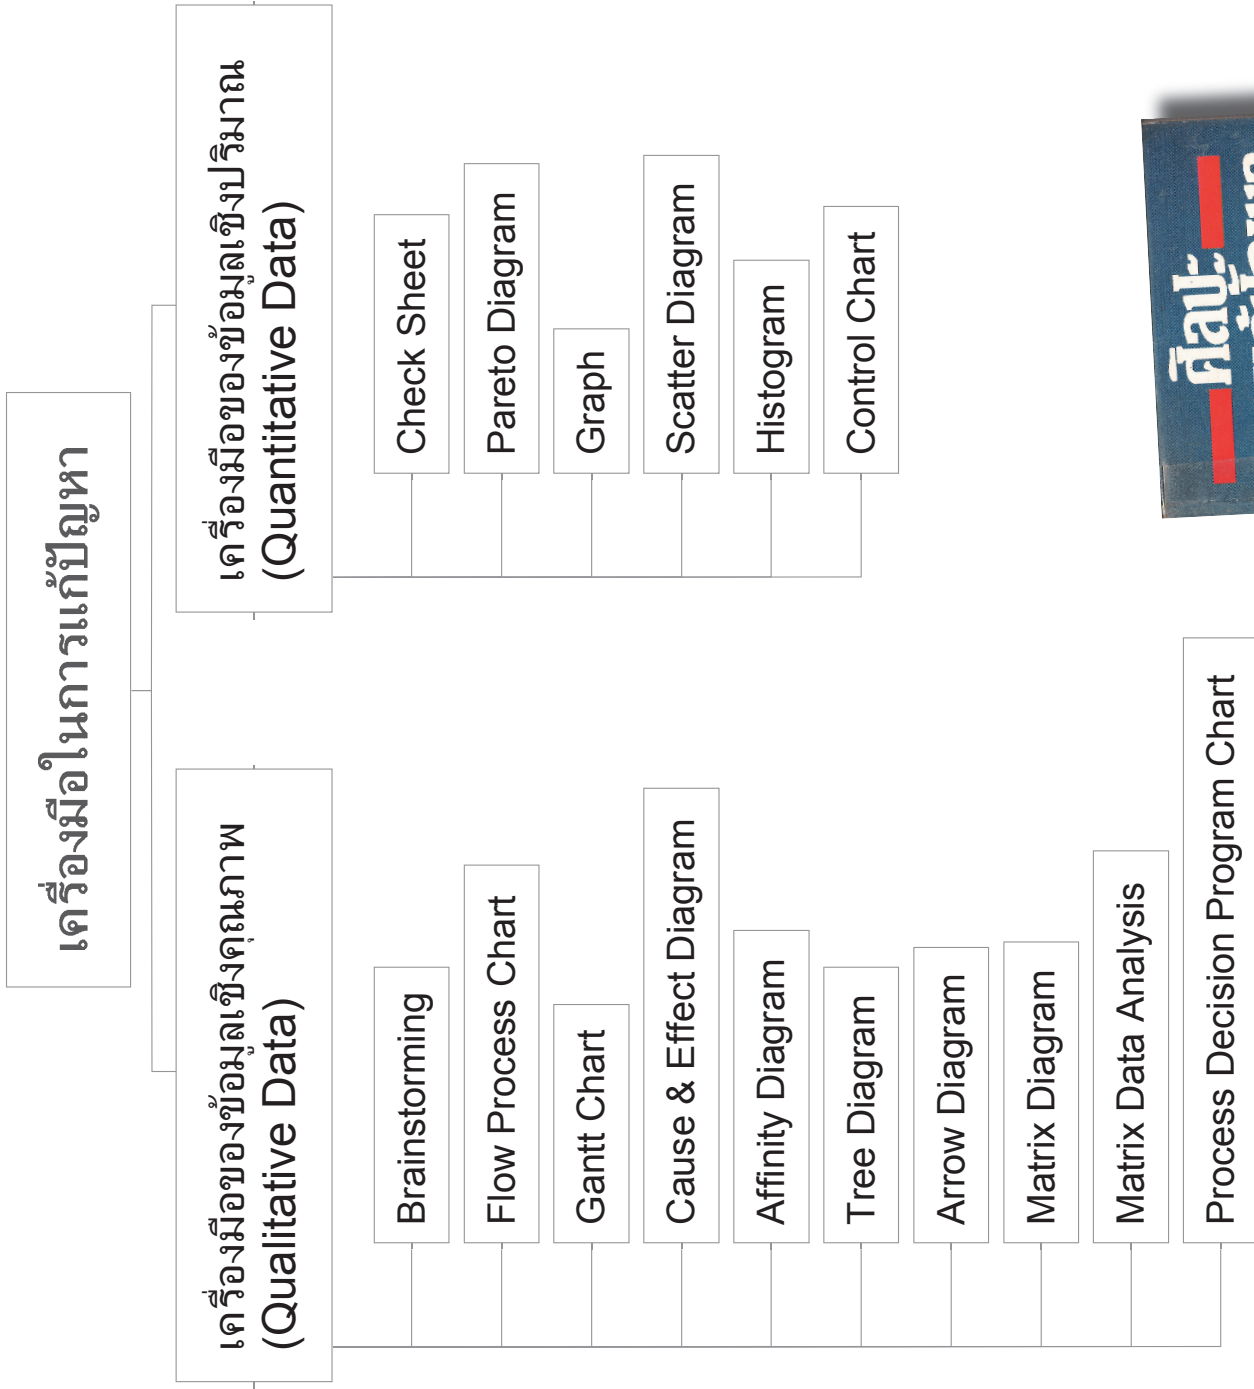 เครื่องมือในการแก้ปัญหา
เครื่องมือของข้อมูลเชิงคุณภาพ
(Qualitative Data)
Brainstorming
Flow Process Chart
Gantt Chart
Cause & Effect Diagram
Affinity Diagram
Tree Diagram
Arrow Diagram
Matrix Diagram
Matrix Data Analysis
Process Decision Program Chart
เครื่องมือของข้อมูลเชิงปริมาณ
(Quantitative Data)
Check Sheet
Pareto Diagram
Graph
Scatter Diagram
Histogram
Control Chart
ศิลปะ